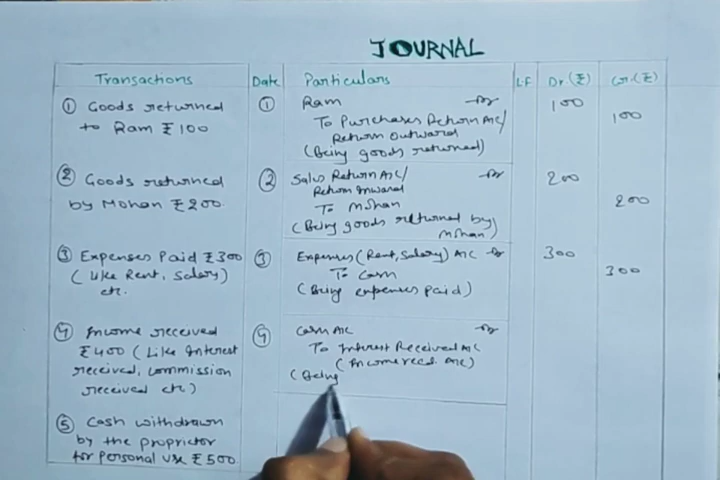 JOURNAL
Transactions Date Particulars LF Dr.(₹) Cr.(₹)
① Goods returned
to Ram ₹100
① Ram Dr 100
To Purchases Return A/C/ 100
Return Outward
(Being goods returned)
② Goods returned
by Mohan ₹200.
② Sales Return A/C/ Dr 200
Return Inward
To Mohan 200
(Being goods returned by
Mohan)
③ Expenses Paid ₹300
(Like Rent, Salary)
etc.
③ Expenses (Rent, Salary) A/C Dr 300
To Cash 300
(Being expenses paid)
④ Income received
₹400 (Like Interest
received, commission
received etc)
④ Cash A/C Dr
To Interest Received A/C
(Income recd. A/C)
(Being
⑤ Cash withdrawn
by the proprietor
for personal use ₹500